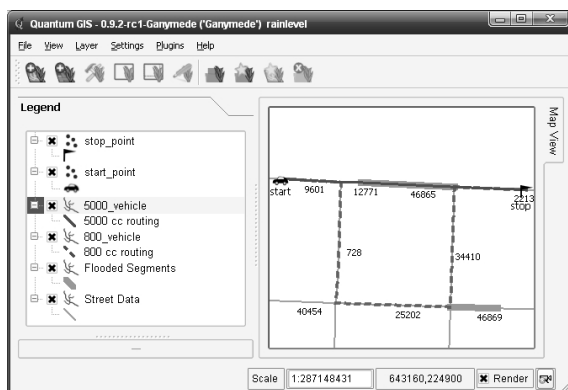 Quantum GIS - 0.9.2-rc1-Ganymede ('Ganymede') rainlevel
File View Layer Settings Plugins Help
Legend
stop_point
start_point
5000_vehicle
5000 cc routing
800_vehicle
800 cc routing
Flooded Segments
Street Data
Map View
start
9601
12771
46865
2213
stop
728
34410
40454
25202
46869
Scale 1:287148431 643160,224900 Render